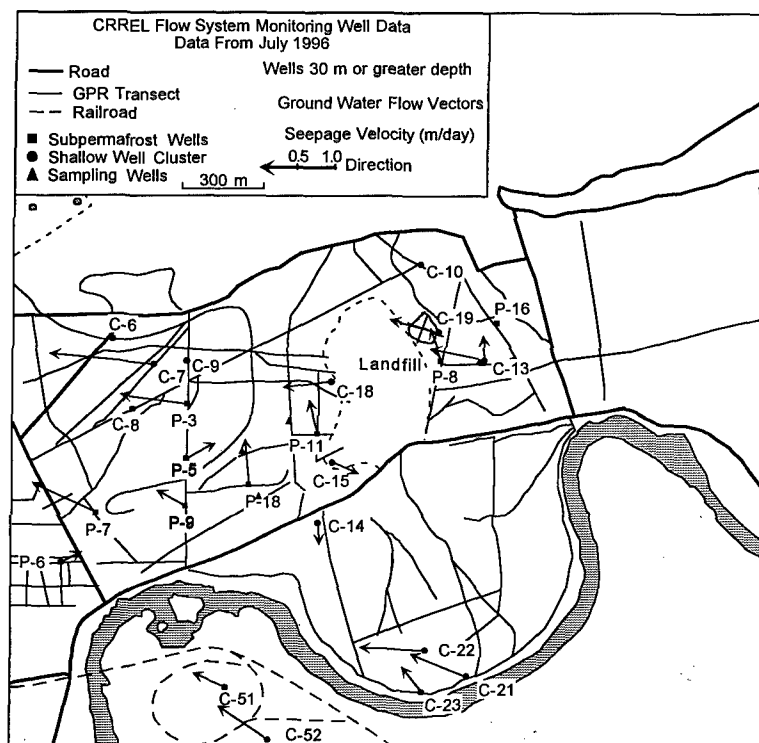 CRREL Flow System Monitoring Well Data
Data From July 1996
Road
GPR Transect
Railroad
Wells 30 m or greater depth
Ground Water Flow Vectors
Seepage Velocity (m/day)
Subpermafrost Wells
Shallow Well Cluster
Sampling Wells
0.5 1.0 Direction
300 m
C-10
C-6
C-19
P-16
C-7
C-9
Landfill
P-8
C-13
C-18
C-8
P-3
P-11
P-5
C-15
P-18
P-7
P-9
C-14
P-6
C-22
C-21
C-23
C-51
C-52